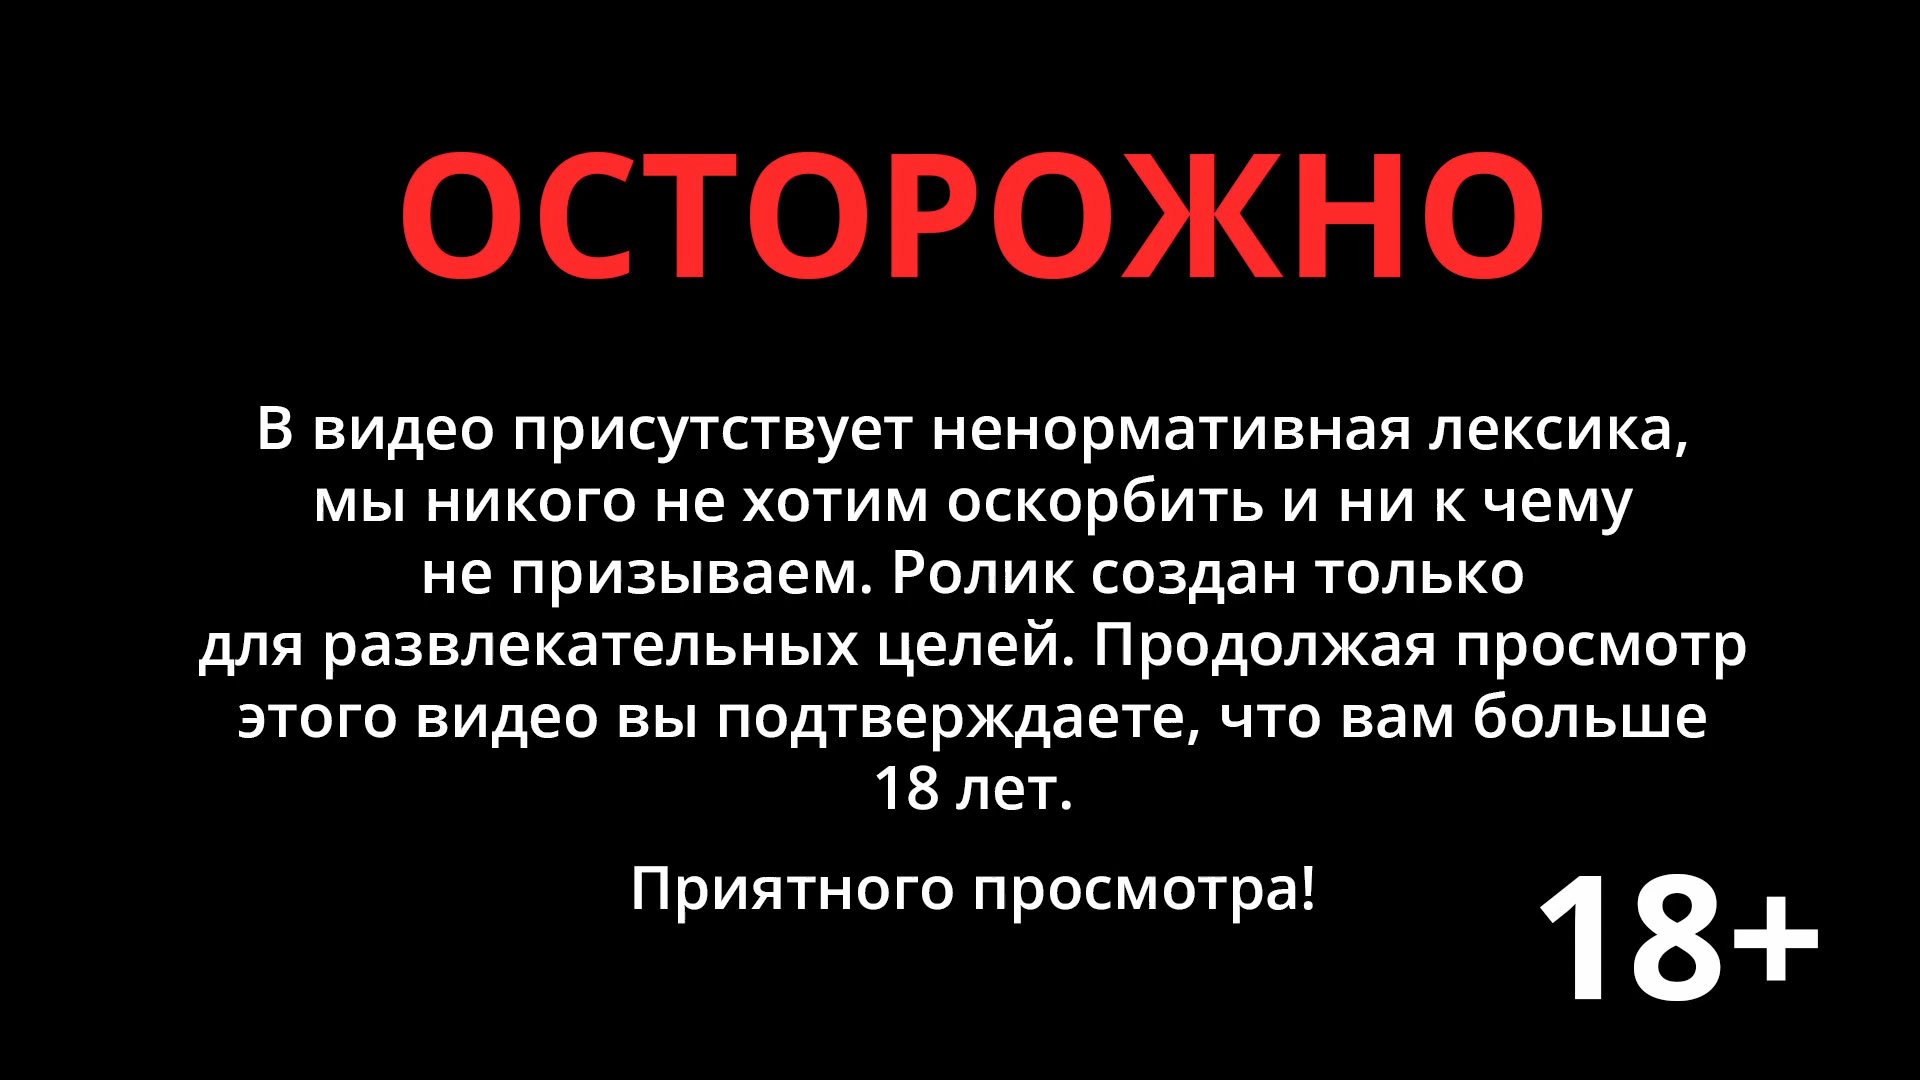 ОСТОРОЖНО
В видео присутствует ненормативная лексика,
мы никого не хотим оскорбить и ни к чему
не призываем. Ролик создан только
для развлекательных целей. Продолжая просмотр
этого видео вы подтверждаете, что вам больше
18 лет.
Приятного просмотра!
18+